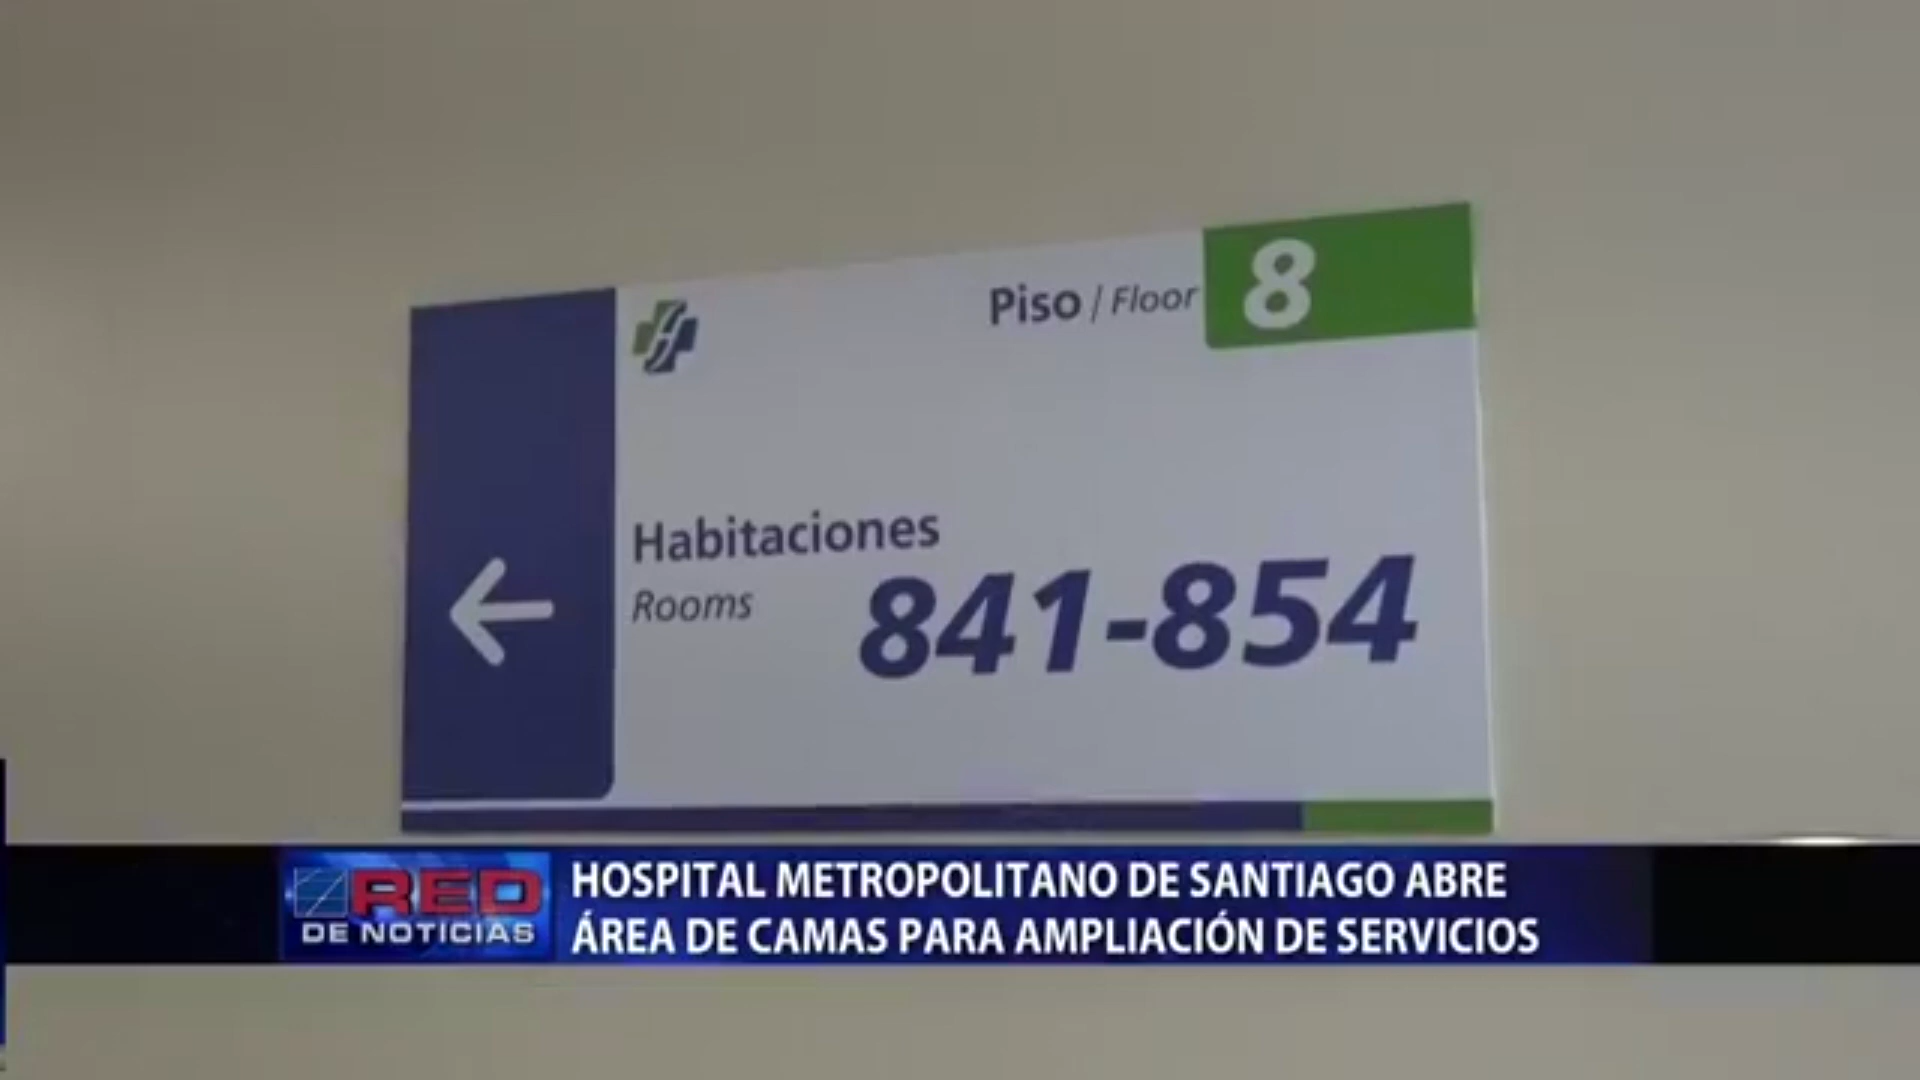 Piso / Floor 8
Habitaciones
Rooms 841-854
RED
DE NOTICIAS
HOSPITAL METROPOLITANO DE SANTIAGO ABRE
ÁREA DE CAMAS PARA AMPLIACIÓN DE SERVICIOS